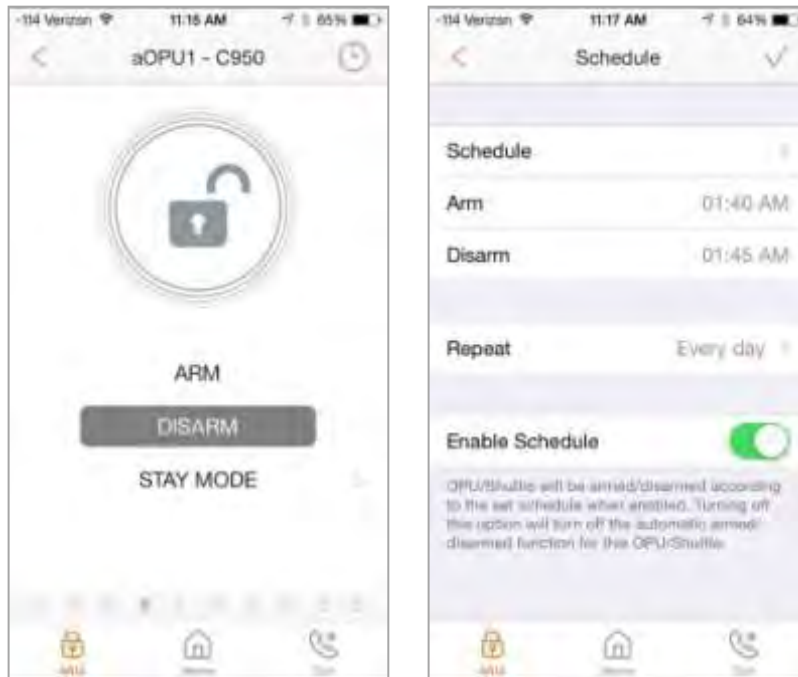 -114 Verizon 11:16 AM 65%
aOPU1 - C950
ARM
DISARM
STAY MODE
-114 Verizon 11:17 AM 64%
Schedule
Schedule
Arm 01:40 AM
Disarm 01:45 AM
Repeat Every day
Enable Schedule
OPU/Shuttle will be armed/disarmed according
to the set schedule when enabled. Turning off
this option will turn off the automatic armed/
disarmed function for this OPU/Shuttle.